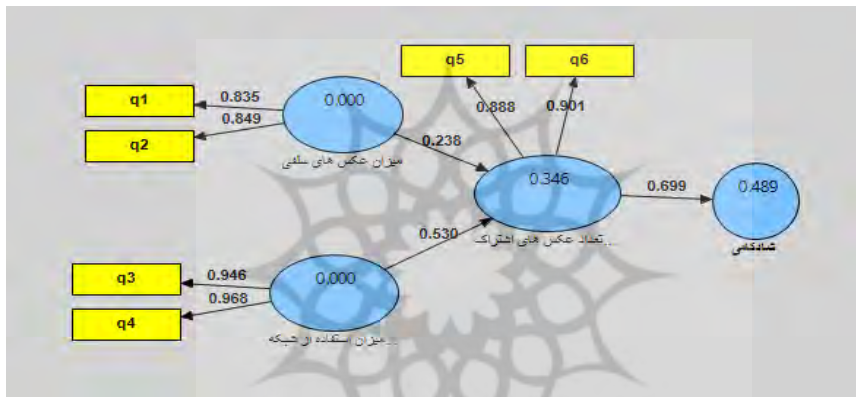 q5
q6
q1
0.835
0.000
0.888
0.901
q2
0.849
0.238
میزان عکس های سلفی
0.346
0.699
0.489
0.530
تعداد عکس های اشتراک...
شادکامی
q3
0.946
0.000
q4
0.968
میزان استفاده از شبکه...